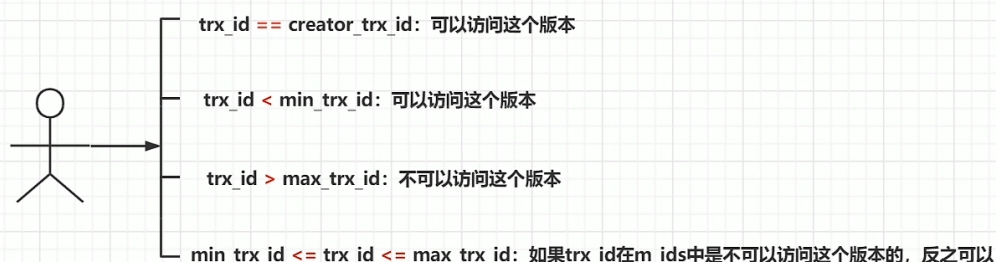 trx_id == creator_trx_id：可以访问这个版本
trx_id < min_trx_id：可以访问这个版本
trx_id > max_trx_id：不可以访问这个版本
min_trx_id <= trx_id <= max_trx_id：如果trx_id在m_ids中是不可以访问这个版本的，反之可以